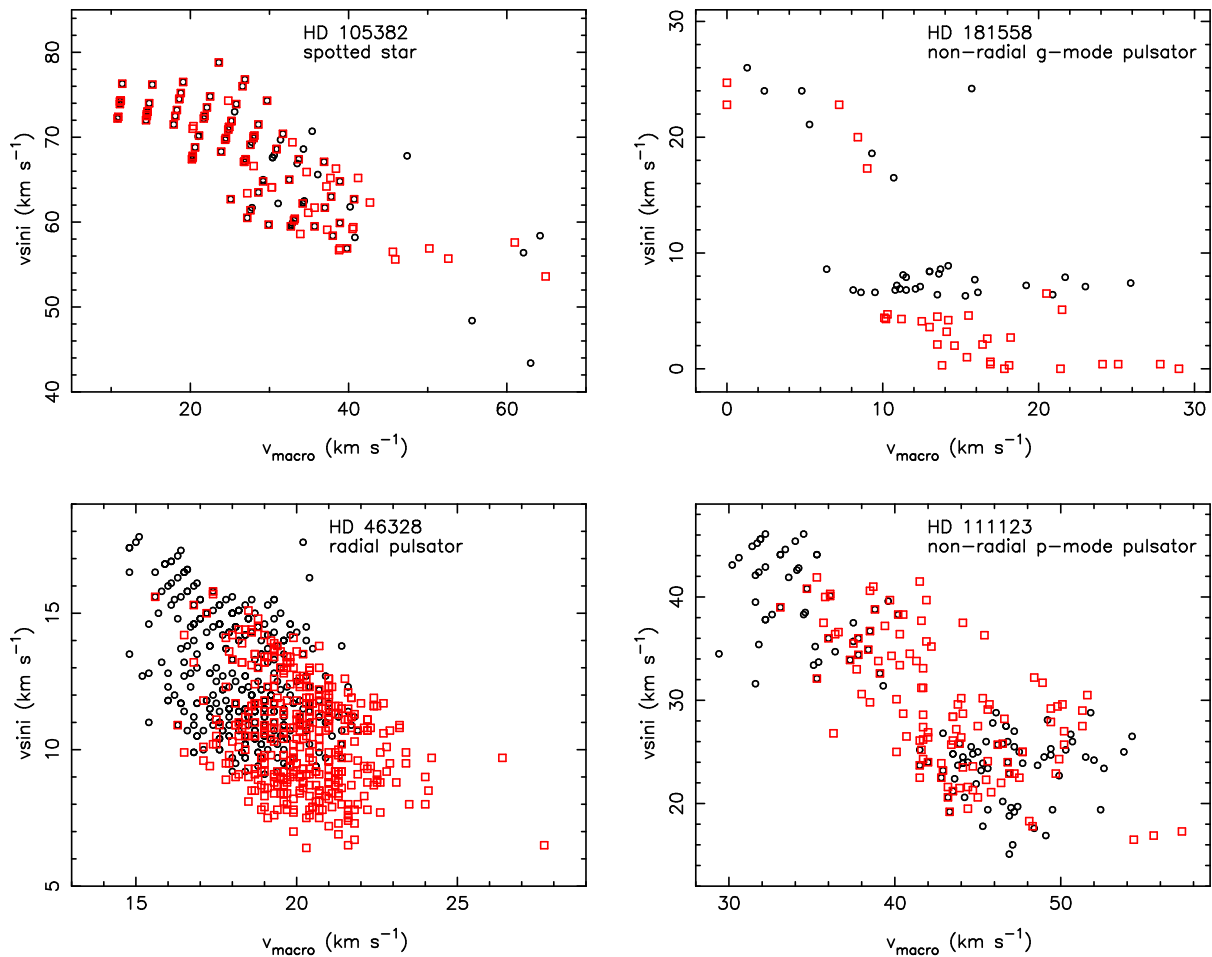 HD 105382
spotted star
80
70
60
50
40
vsini (km s⁻¹)
20
40
60
v_macro (km s⁻¹)
HD 181558
non-radial g-mode pulsator
30
20
10
0
vsini (km s⁻¹)
0
10
20
30
v_macro (km s⁻¹)
HD 46328
radial pulsator
15
10
5
vsini (km s⁻¹)
15
20
25
v_macro (km s⁻¹)
HD 111123
non-radial p-mode pulsator
40
30
20
vsini (km s⁻¹)
30
40
50
v_macro (km s⁻¹)